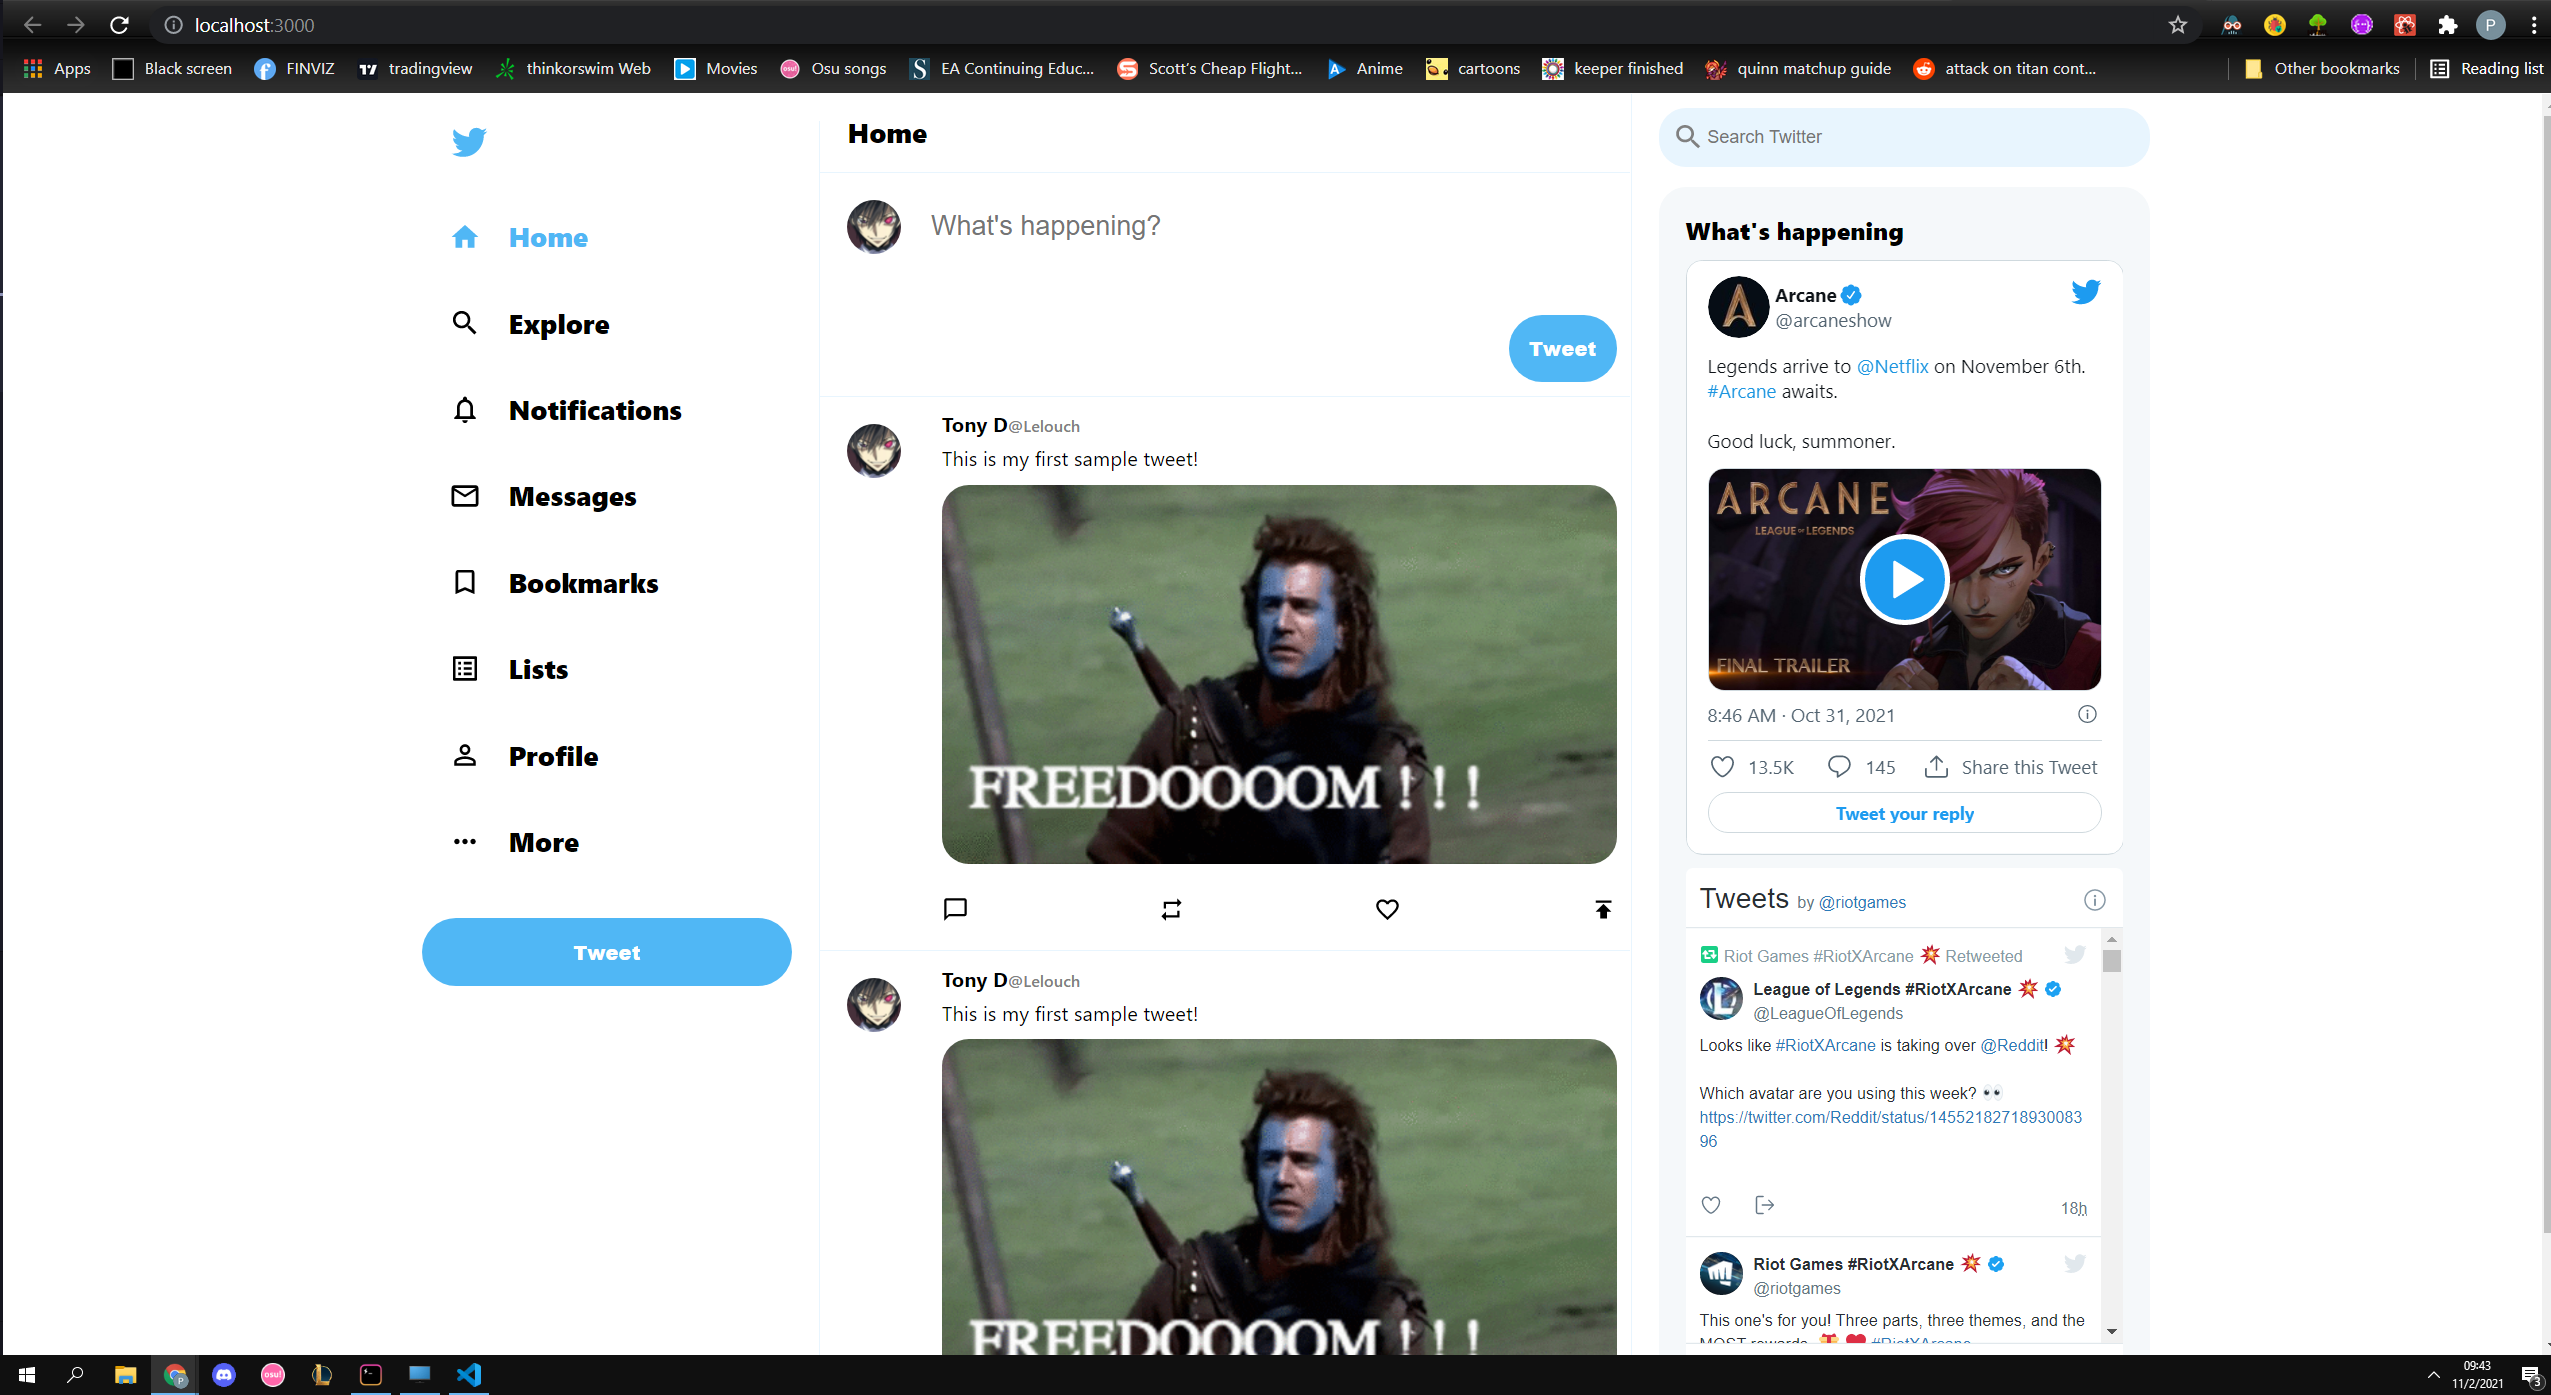 localhost:3000
Apps
Black screen
FINVIZ
tradingview
thinkorswim Web
Movies
Osu songs
EA Continuing Educ...
Scott's Cheap Flight...
Anime
cartoons
keeper finished
quinn matchup guide
attack on titan cont...
Other bookmarks
Reading list
P
Home
Explore
Notifications
Messages
Bookmarks
Lists
Profile
More
Tweet
Home
What's happening?
Tweet
Tony D@Lelouch
This is my first sample tweet!
FREEDOOOOM ! ! !
Tony D@Lelouch
This is my first sample tweet!
FREEDOOOOM ! ! !
Search Twitter
What's happening
Arcane
@arcaneshow
Legends arrive to @Netflix on November 6th.
#Arcane awaits.
Good luck, summoner.
ARCANE
LEAGUE OF LEGENDS
FINAL TRAILER
8:46 AM · Oct 31, 2021
13.5K
145
Share this Tweet
Tweet your reply
Tweets by @riotgames
Riot Games #RiotXArcane 💥 Retweeted
League of Legends #RiotXArcane 💥
@LeagueOfLegends
Looks like #RiotXArcane is taking over @Reddit! 💥
Which avatar are you using this week? 👀
https://twitter.com/Reddit/status/14552182718930083
96
18h
Riot Games #RiotXArcane 💥
@riotgames
This one's for you! Three parts, three themes, and the
MOST rewards. 🎁 ❤️ #RiotXArcane
osu!
09:43
11/2/2021
3